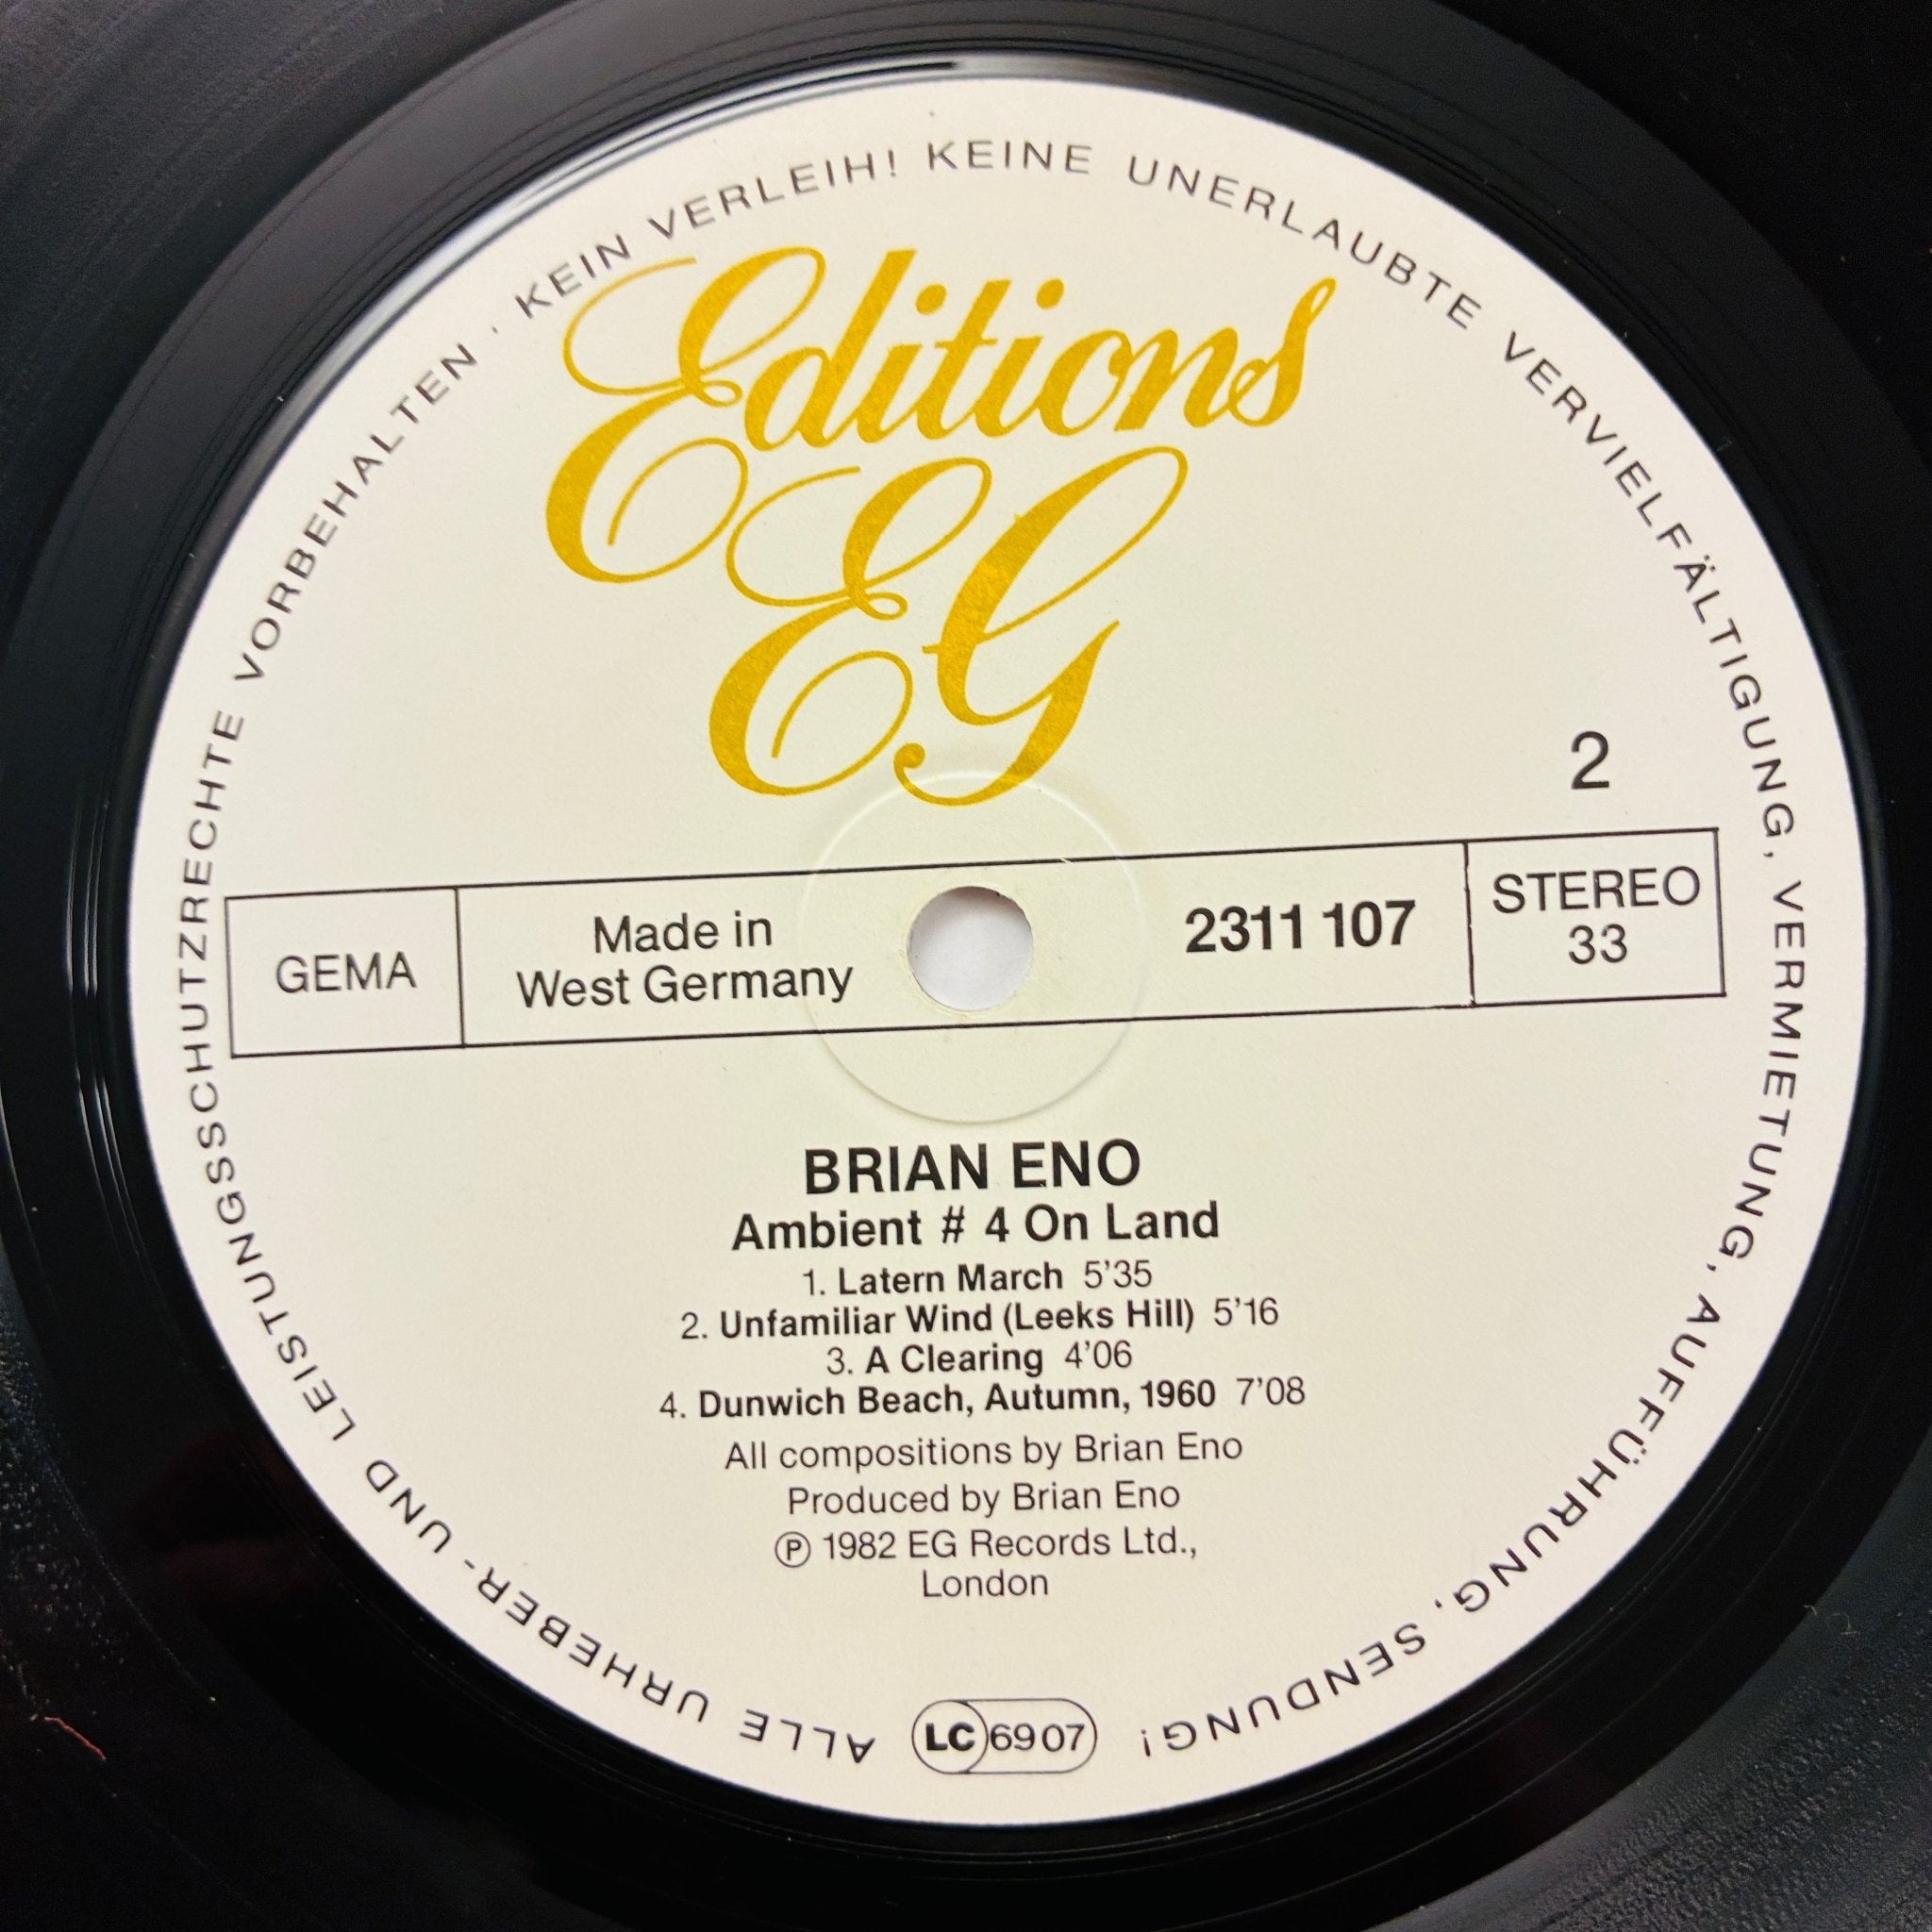 ALLE URHEBER- UND LEISTUNGSSCHUTZRECHTE VORBEHALTEN · KEIN VERLEIH! KEINE UNERLAUBTE VERVIELFÄLTIGUNG, VERMIETUNG, AUFFÜHRUNG, SENDUNG!
Editions
EG
2
GEMA
Made in
West Germany
2311 107
STEREO
33
BRIAN ENO
Ambient # 4 On Land
1. Latern March 5'35
2. Unfamiliar Wind (Leeks Hill) 5'16
3. A Clearing 4'06
4. Dunwich Beach, Autumn, 1960 7'08
All compositions by Brian Eno
Produced by Brian Eno
Ⓟ 1982 EG Records Ltd.,
London
LC 6907